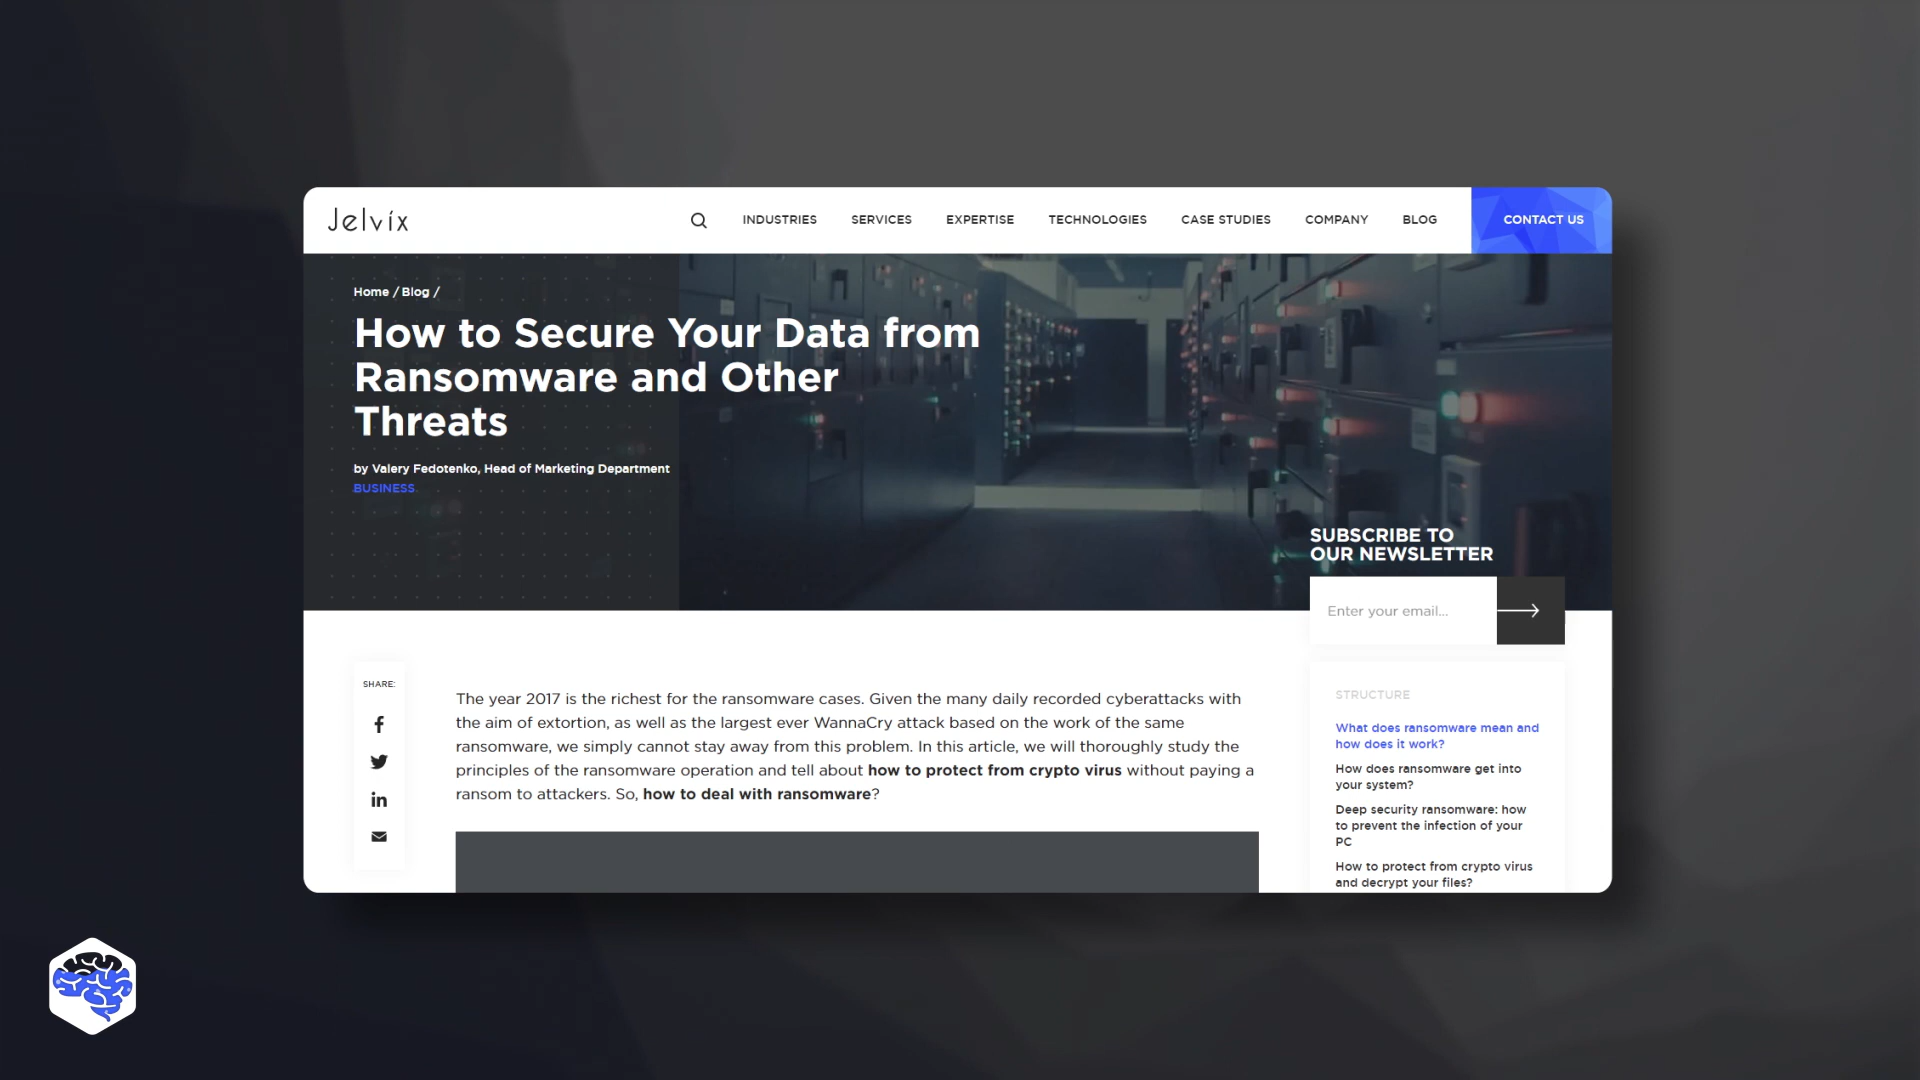 Jelvix
INDUSTRIES SERVICES EXPERTISE TECHNOLOGIES CASE STUDIES COMPANY BLOG CONTACT US
Home / Blog /
How to Secure Your Data from
Ransomware and Other
Threats
by Valery Fedotenko, Head of Marketing Department
BUSINESS
SUBSCRIBE TO
OUR NEWSLETTER
Enter your email...
SHARE:
The year 2017 is the richest for the ransomware cases. Given the many daily recorded cyberattacks with
the aim of extortion, as well as the largest ever WannaCry attack based on the work of the same
ransomware, we simply cannot stay away from this problem. In this article, we will thoroughly study the
principles of the ransomware operation and tell about how to protect from crypto virus without paying a
ransom to attackers. So, how to deal with ransomware?
STRUCTURE
What does ransomware mean and
how does it work?
How does ransomware get into
your system?
Deep security ransomware: how
to prevent the infection of your
PC
How to protect from crypto virus
and decrypt your files?